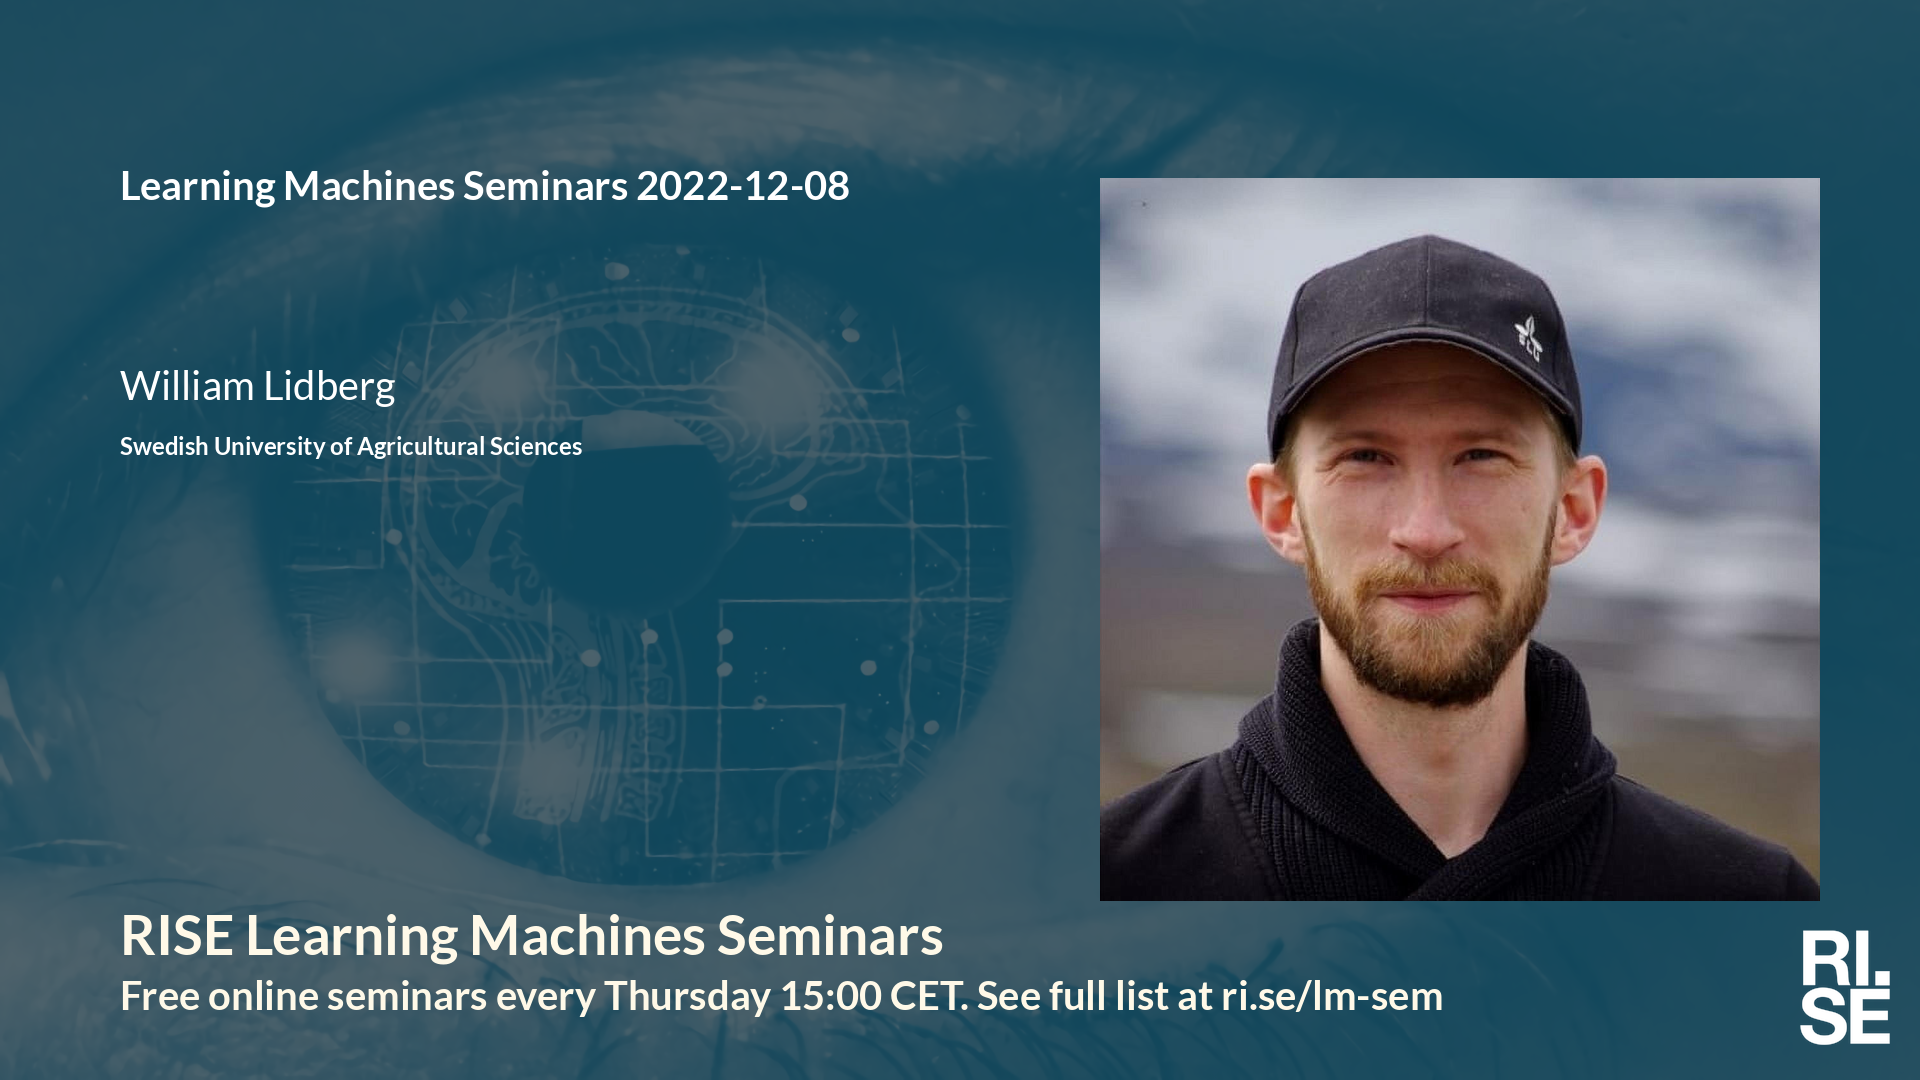 Learning Machines Seminars 2022-12-08
William Lidberg
Swedish University of Agricultural Sciences
SLU
RISE Learning Machines Seminars
Free online seminars every Thursday 15:00 CET. See full list at ri.se/lm-sem
RI.
SE